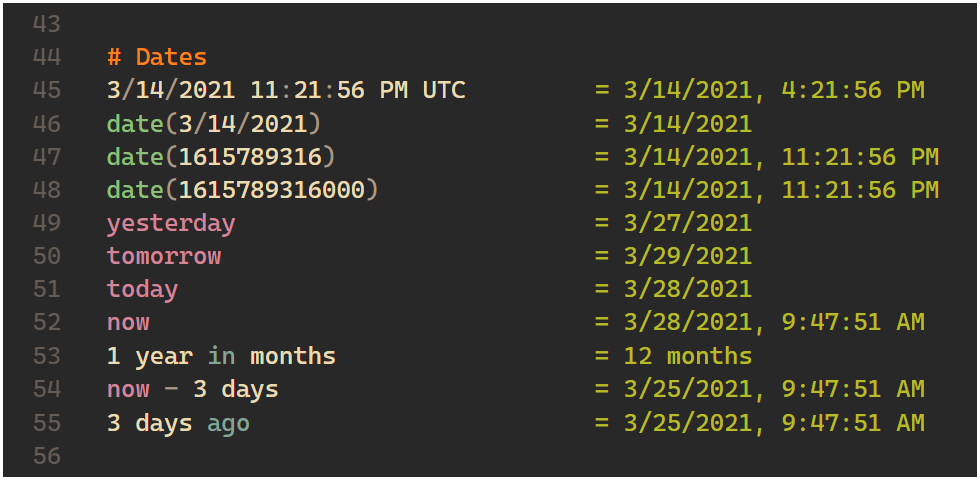 43
44 # Dates
45 3/14/2021 11:21:56 PM UTC = 3/14/2021, 4:21:56 PM
46 date(3/14/2021) = 3/14/2021
47 date(1615789316) = 3/14/2021, 11:21:56 PM
48 date(1615789316000) = 3/14/2021, 11:21:56 PM
49 yesterday = 3/27/2021
50 tomorrow = 3/29/2021
51 today = 3/28/2021
52 now = 3/28/2021, 9:47:51 AM
53 1 year in months = 12 months
54 now - 3 days = 3/25/2021, 9:47:51 AM
55 3 days ago = 3/25/2021, 9:47:51 AM
56